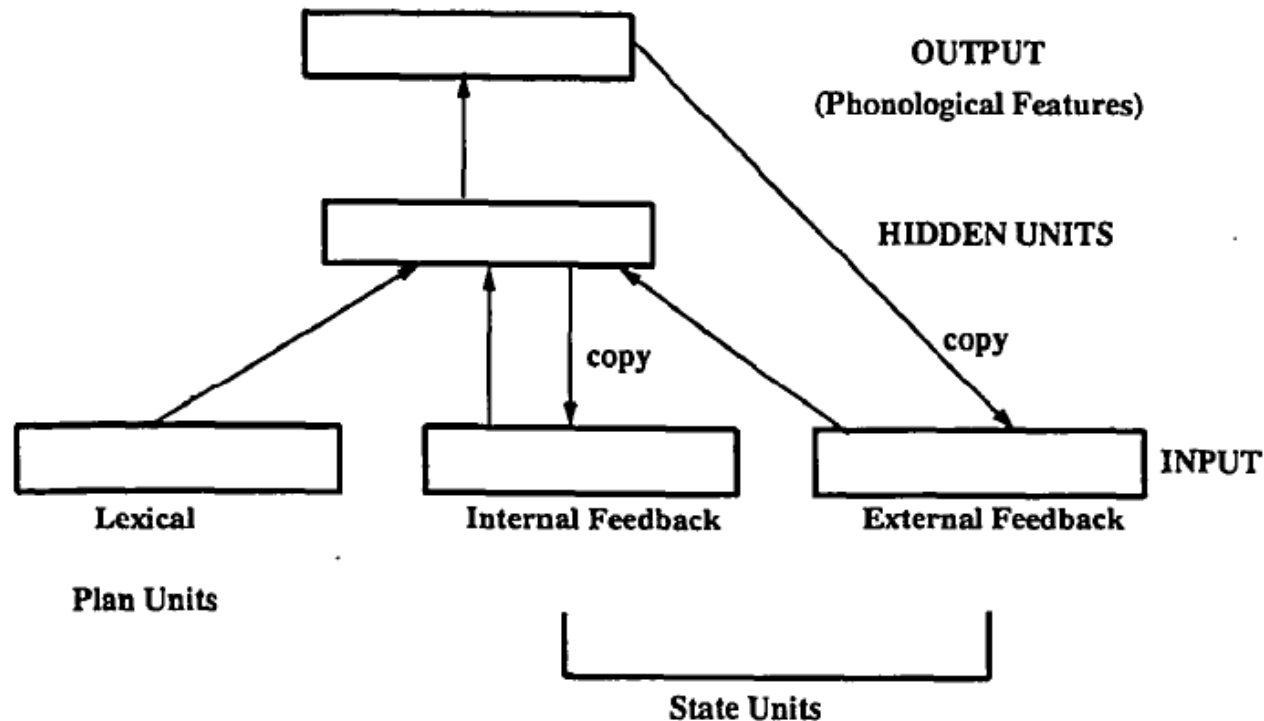 OUTPUT
(Phonological Features)
HIDDEN UNITS
copy
copy
INPUT
Lexical
Internal Feedback
External Feedback
Plan Units
State Units